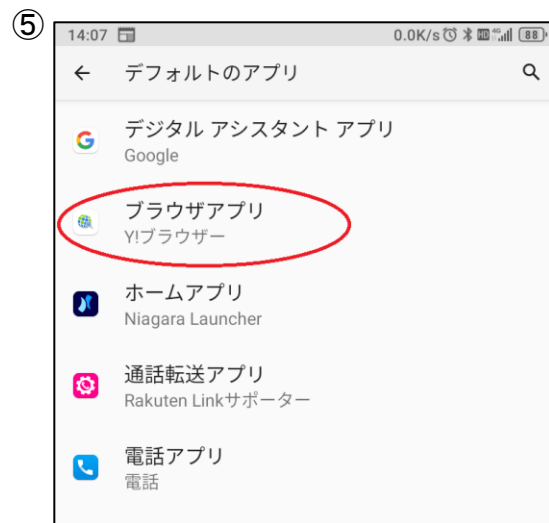 ⑤
14:07 0.0K/s HD 4G 88
← デフォルトのアプリ
デジタル アシスタント アプリ
Google
ブラウザアプリ
Y!ブラウザー
ホームアプリ
Niagara Launcher
通話転送アプリ
Rakuten Linkサポーター
電話アプリ
電話